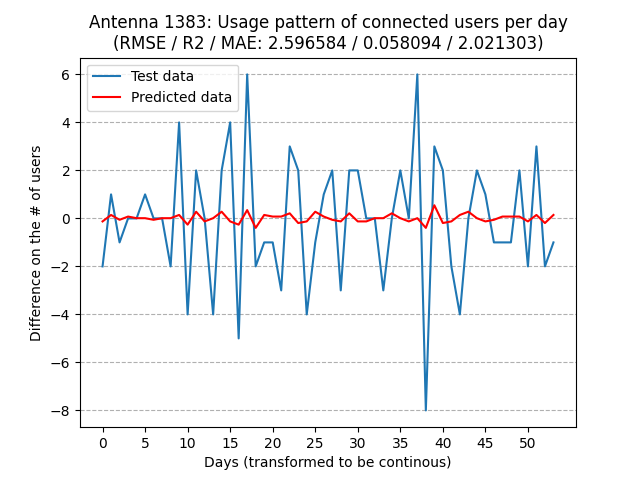 Antenna 1383: Usage pattern of connected users per day
(RMSE / R2 / MAE: 2.596584 / 0.058094 / 2.021303)
Test data
Predicted data
Difference on the # of users
6
4
2
0
−2
−4
−6
−8
0 5 10 15 20 25 30 35 40 45 50
Days (transformed to be continous)